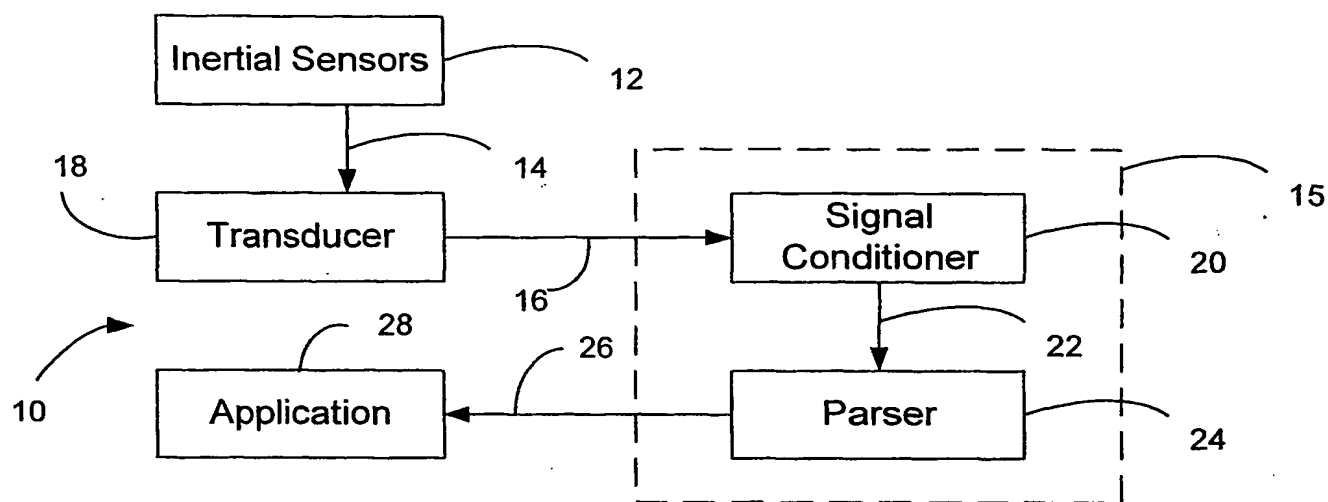 Inertial Sensors
12
14
18
Transducer
16
Signal
Conditioner
15
20
22
10
28
Application
26
Parser
24